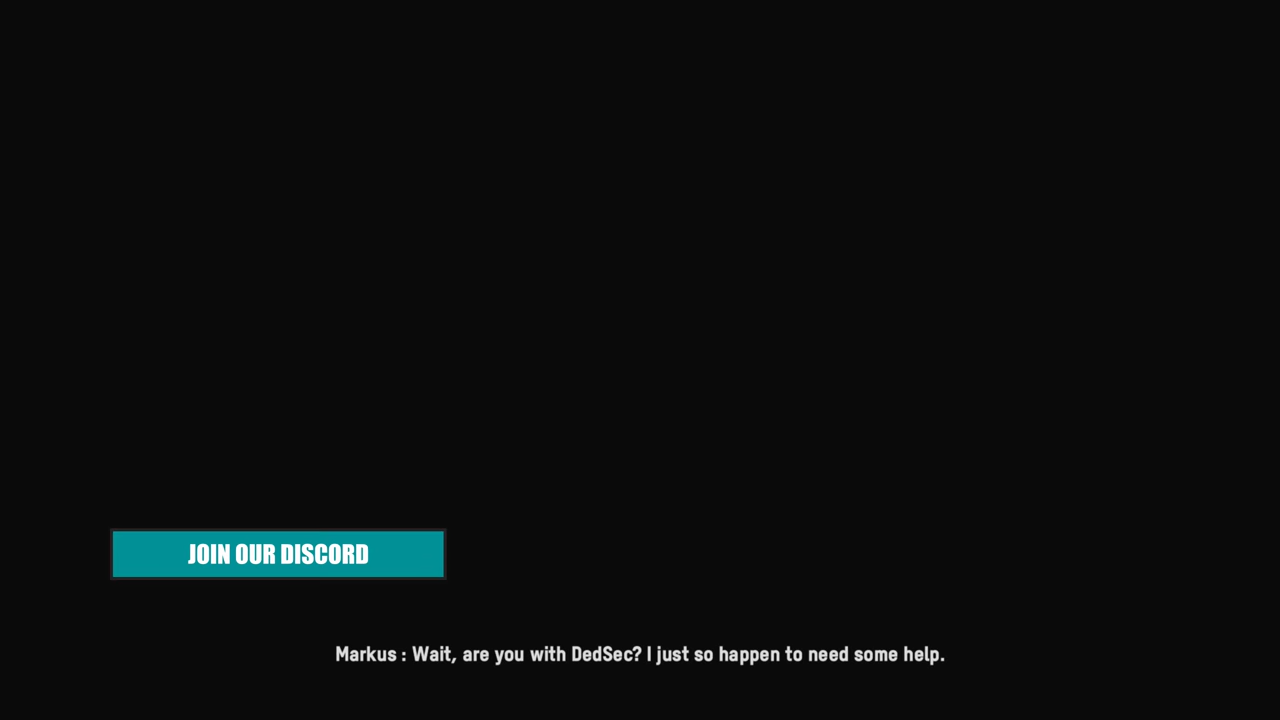 JOIN OUR DISCORD
Markus : Wait, are you with DedSec? I just so happen to need some help.